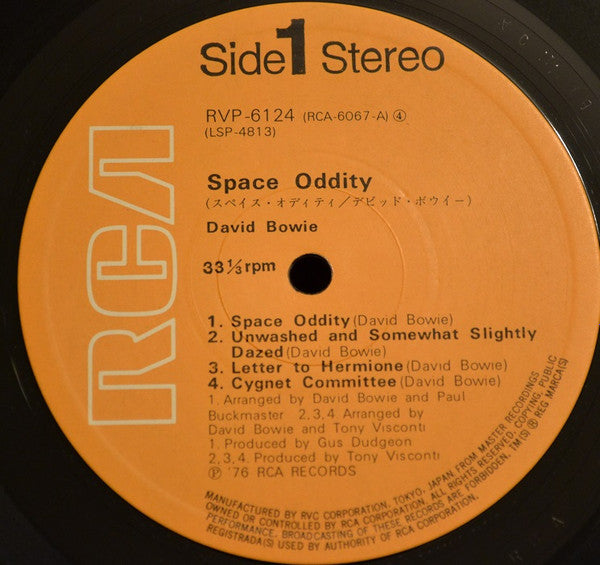 Side 1 Stereo
RVP-6124 (RCA-6067-A) ④
(LSP-4813)
RCA
Space Oddity
(スペイス・オディティ／デビッド・ボウイー)
David Bowie
33 1/3 rpm
1. Space Oddity (David Bowie)
2. Unwashed and Somewhat Slightly
Dazed (David Bowie)
3. Letter to Hermione (David Bowie)
4. Cygnet Committee (David Bowie)
1. Arranged by David Bowie and Paul
Buckmaster 2,3,4 Arranged by
David Bowie and Tony Visconti
1. Produced by Gus Dudgeon
2,3,4. Produced by Tony Visconti
℗ '76 RCA RECORDS
MANUFACTURED BY RVC CORPORATION, TOKYO, JAPAN, FROM MASTER RECORDINGS
OWNED OR CONTROLLED BY RCA CORPORATION. ALL RIGHTS RESERVED, COPYING, PUBLIC
PERFORMANCE, BROADCASTING OF THESE RECORDS ARE FORBIDDEN. TM(S) ® REG MARCA(S)
REGISTRADA(S) USED BY AUTHORITY OF RCA CORPORATION.